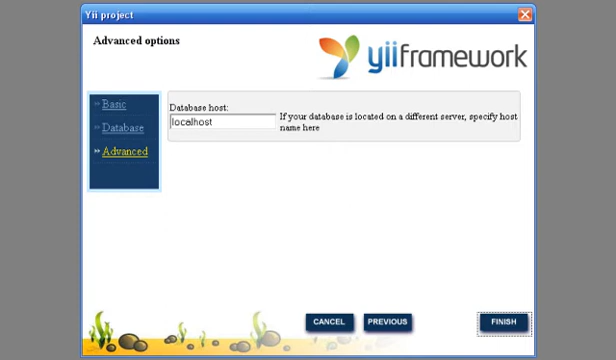 Yii project
Advanced options
yiiframework
Basic
Database
Advanced
Database host:
localhost
If your database is located on a different server, specify host
name here
CANCEL
PREVIOUS
FINISH